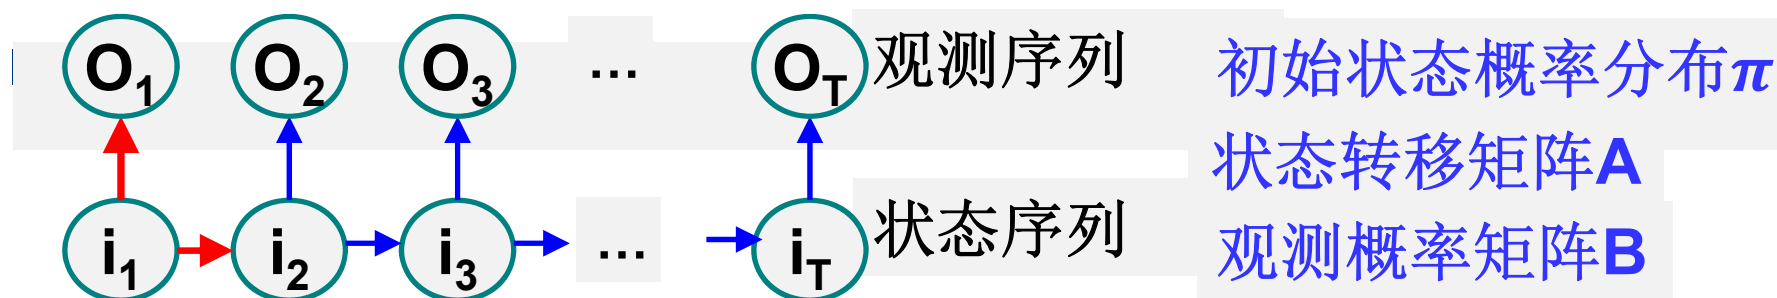 O1 O2 O3 ... OT 观测序列
i1 i2 i3 ... iT 状态序列
初始状态概率分布π
状态转移矩阵A
观测概率矩阵B